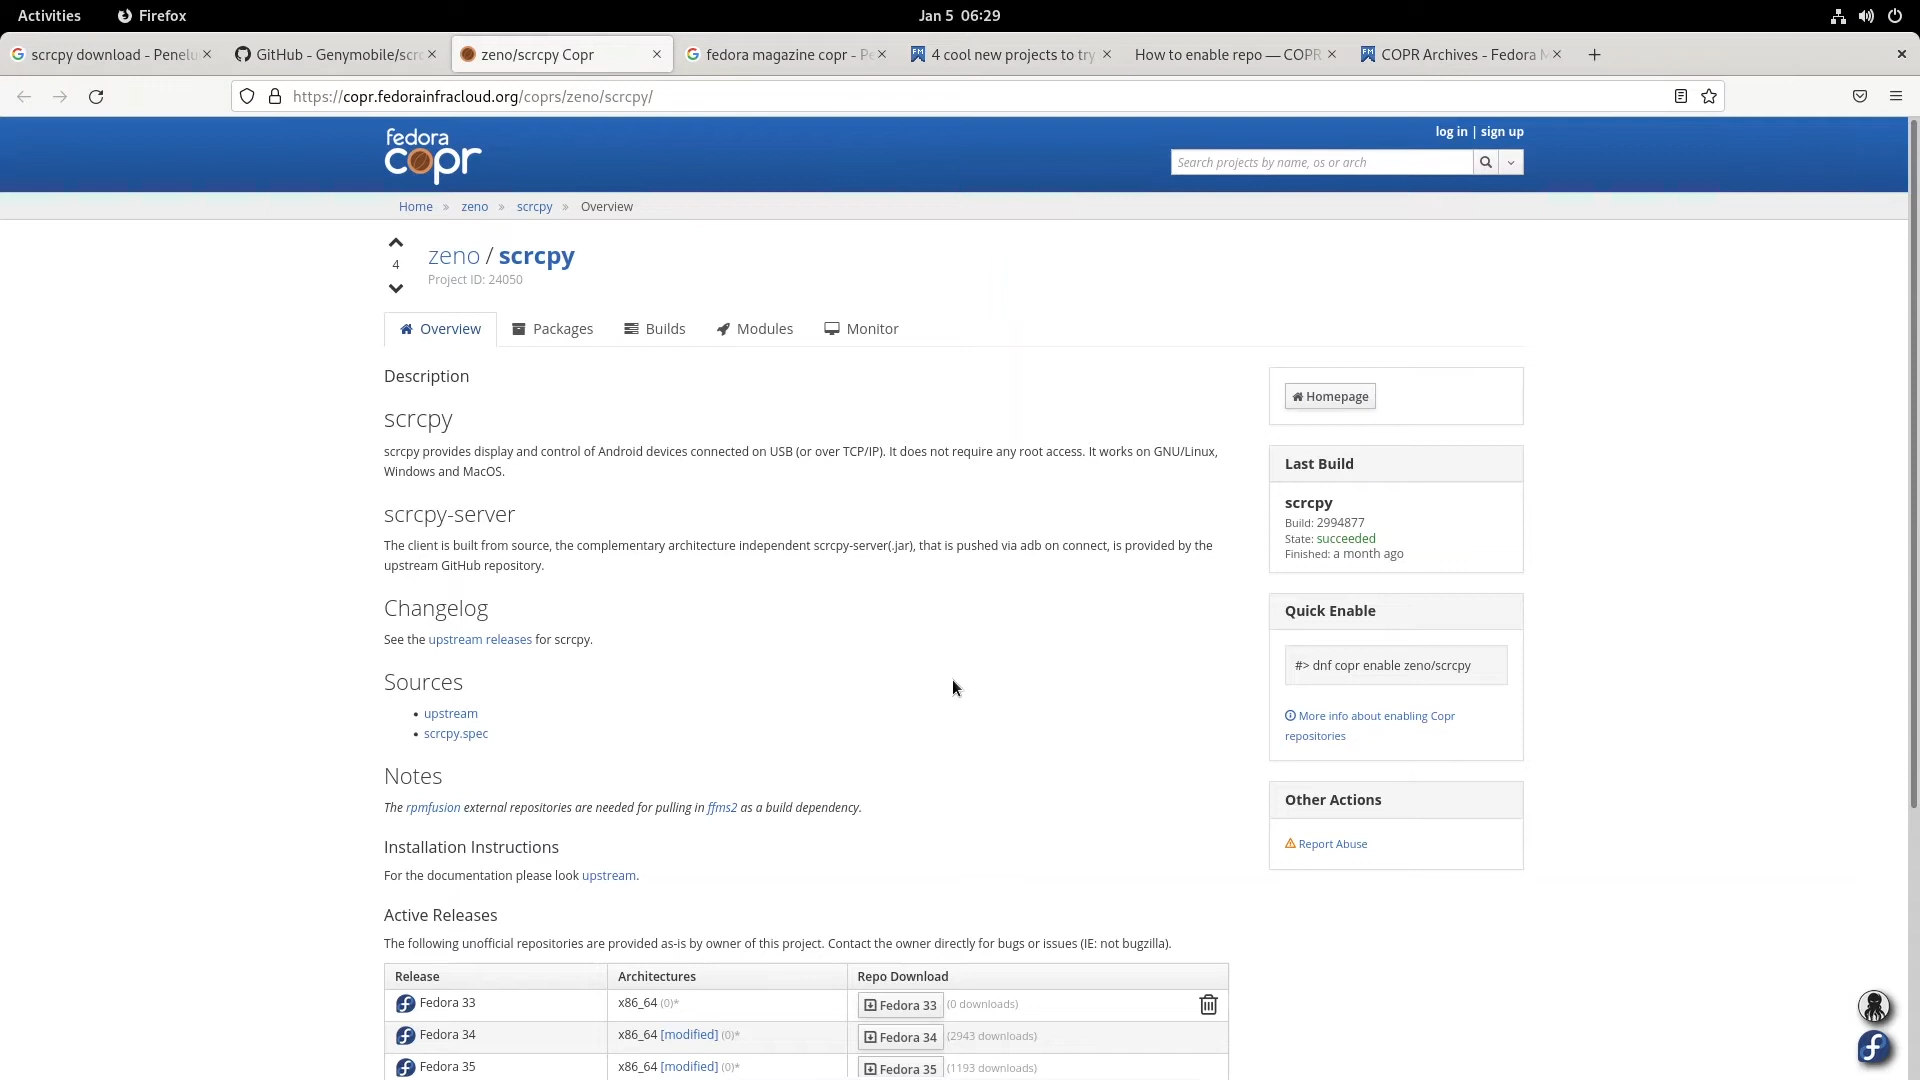 Activities
Firefox
Jan 5 06:29
scrcpy download - Penelu
GitHub - Genymobile/scrc
zeno/scrcpy Copr
fedora magazine copr - Pe
4 cool new projects to try
How to enable repo — COPR
COPR Archives - Fedora M
https://copr.fedorainfracloud.org/coprs/zeno/scrcpy/
fedora
copr
log in | sign up
Search projects by name, os or arch
Home » zeno » scrcpy » Overview
4
zeno / scrcpy
Project ID: 24050
Overview
Packages
Builds
Modules
Monitor
Description
scrcpy
scrcpy provides display and control of Android devices connected on USB (or over TCP/IP). It does not require any root access. It works on GNU/Linux,
Windows and MacOS.
scrcpy-server
The client is built from source, the complementary architecture independent scrcpy-server(.jar), that is pushed via adb on connect, is provided by the
upstream GitHub repository.
Changelog
See the upstream releases for scrcpy.
Sources
• upstream
• scrcpy.spec
Notes
The rpmfusion external repositories are needed for pulling in ffms2 as a build dependency.
Installation Instructions
For the documentation please look upstream.
Active Releases
The following unofficial repositories are provided as-is by owner of this project. Contact the owner directly for bugs or issues (IE: not bugzilla).
Release Architectures Repo Download
Fedora 33 x86_64 (0)* Fedora 33 (0 downloads)
Fedora 34 x86_64 [modified] (0)* Fedora 34 (2943 downloads)
Fedora 35 x86_64 [modified] (0)* Fedora 35 (1193 downloads)
Homepage
Last Build
scrcpy
Build: 2994877
State: succeeded
Finished: a month ago
Quick Enable
#> dnf copr enable zeno/scrcpy
More info about enabling Copr
repositories
Other Actions
Report Abuse